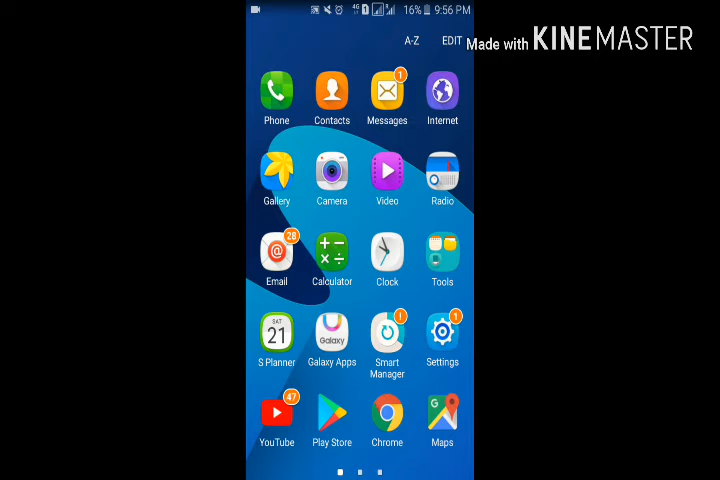 4G 1 16% 9:56 PM
A-Z EDIT
Made with KINEMASTER
1
Phone Contacts Messages Internet
Gallery Camera Video Radio
26
@
Email Calculator Clock Tools
SAT
21
Galaxy
! 1
S Planner Galaxy Apps Smart Manager Settings
47
G
YouTube Play Store Chrome Maps